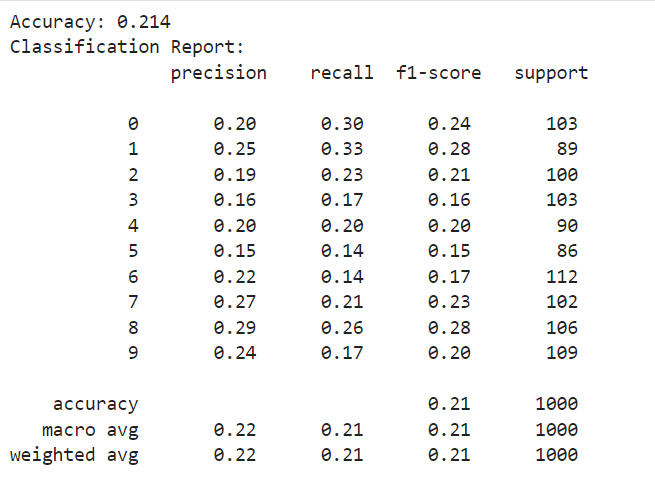 Accuracy: 0.214
Classification Report:
precision recall f1-score support
0 0.20 0.30 0.24 103
1 0.25 0.33 0.28 89
2 0.19 0.23 0.21 100
3 0.16 0.17 0.16 103
4 0.20 0.20 0.20 90
5 0.15 0.14 0.15 86
6 0.22 0.14 0.17 112
7 0.27 0.21 0.23 102
8 0.29 0.26 0.28 106
9 0.24 0.17 0.20 109
accuracy 0.21 1000
macro avg 0.22 0.21 0.21 1000
weighted avg 0.22 0.21 0.21 1000